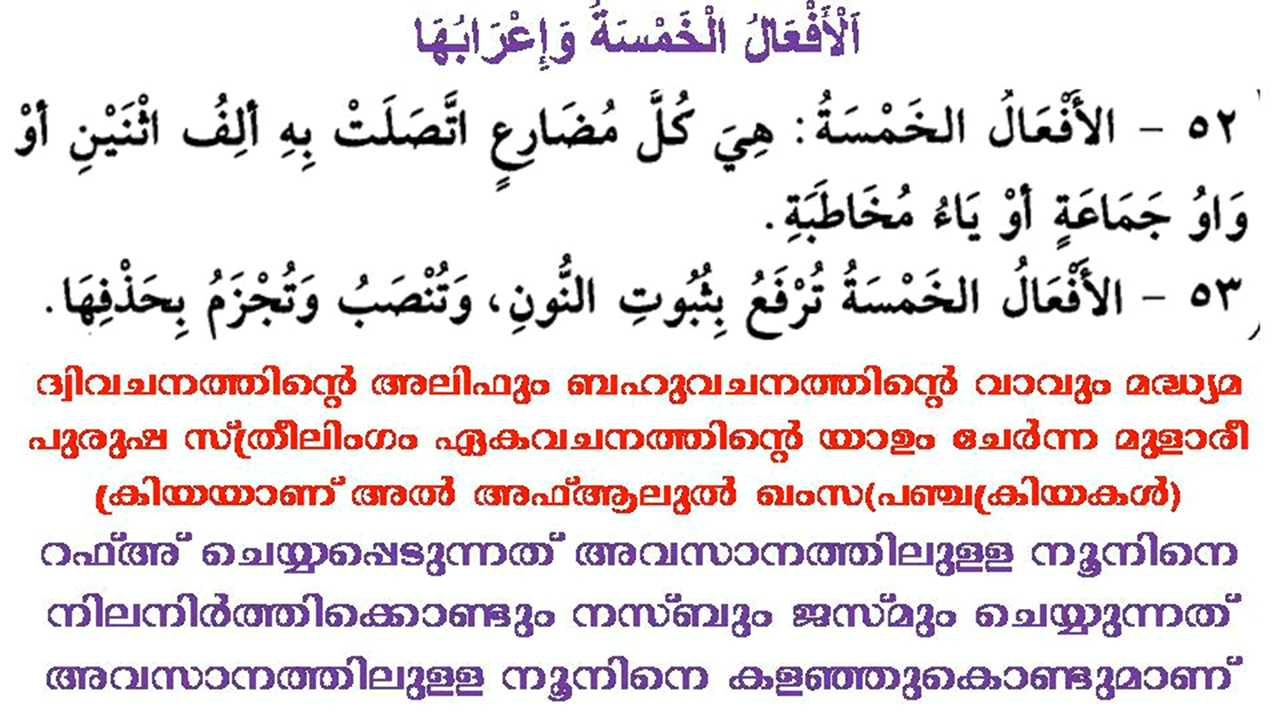 اَلْأَفْعَالُ الْخَمْسَةُ وَإِعْرَابُهَا
٥٢ - الأَفْعَالُ الخَمْسَةُ: هِيَ كُلُّ مُضَارِعٍ اتَّصَلَتْ بِهِ أَلِفُ اثْنَيْنِ أَوْ
وَاوُ جَمَاعَةٍ أَوْ يَاءُ مُخَاطَبَةِ.
٥٣ - الأَفْعَالُ الخَمْسَةُ تُرْفَعُ بِثُبُوتِ النُّونِ، وَتُنْصَبُ وَتُجْزَمُ بِحَذْفِهَا.
ദ്വിവചനത്തിന്റെ അലിഫും ബഹുവചനത്തിന്റെ വാവും മദ്ധ്യമ
പുരുഷ സ്ത്രീലിംഗം ഏകവചനത്തിന്റെ യാഉം ചേർന്ന മുളാരീ
ക്രിയയാണ് അൽ അഫ്ആലുൽ ഖംസ(പഞ്ചക്രിയകൾ)
റഫ്അ് ചെയ്യപ്പെടുന്നത് അവസാനത്തിലുള്ള നൂനിനെ
നിലനിർത്തിക്കൊണ്ടും നസ്ബും ജസ്മും ചെയ്യുന്നത്
അവസാനത്തിലുള്ള നൂനിനെ കളഞ്ഞുകൊണ്ടുമാണ്